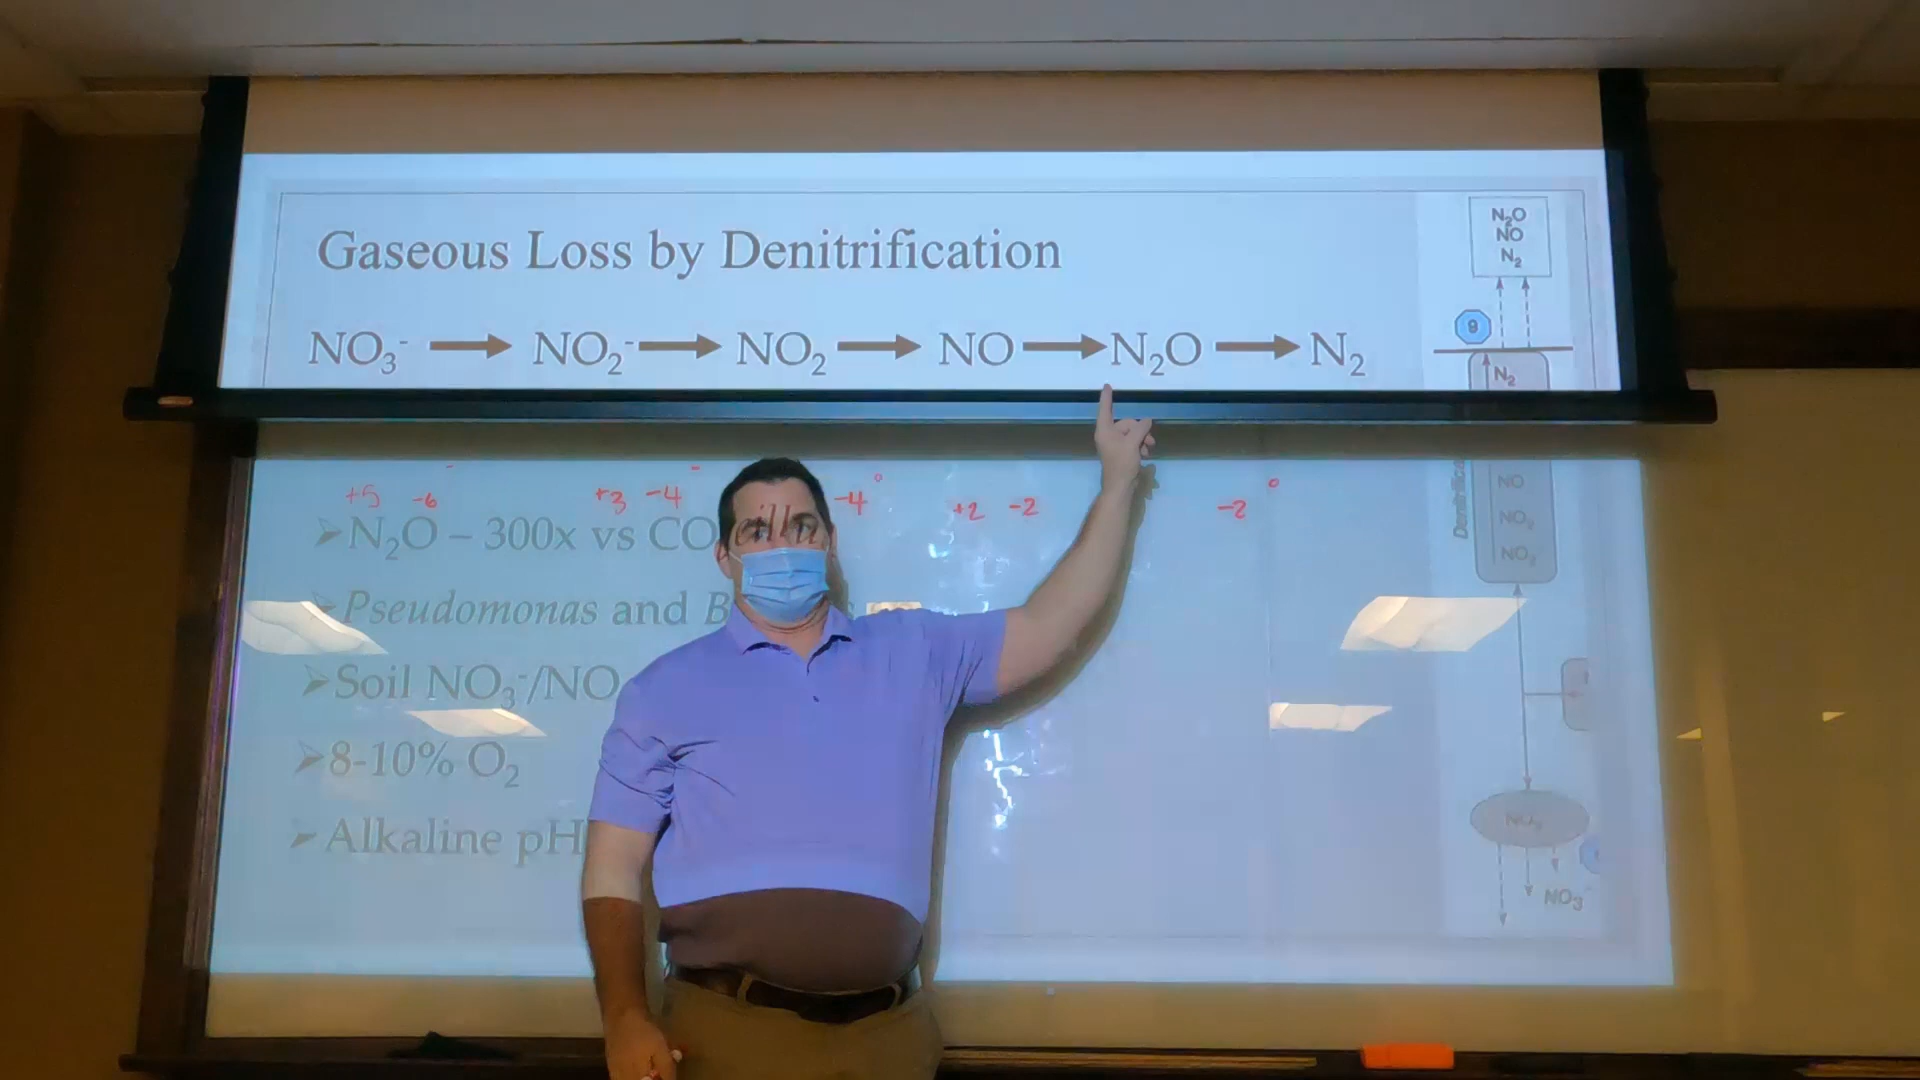 Gaseous Loss by Denitrification
NO₃⁻ → NO₂⁻ → NO₂ → NO → N₂O → N₂
N₂O
NO
N₂
9
N₂
+5 -6 - +3 -4 - -4 ° +2 -2 -2 °
➢N₂O – 300x vs CO
➢Pseudomonas and B
➢Soil NO₃⁻/NO
➢8-10% O₂
➢Alkaline pH
NO
NO₂
NO₃
NO₃⁻